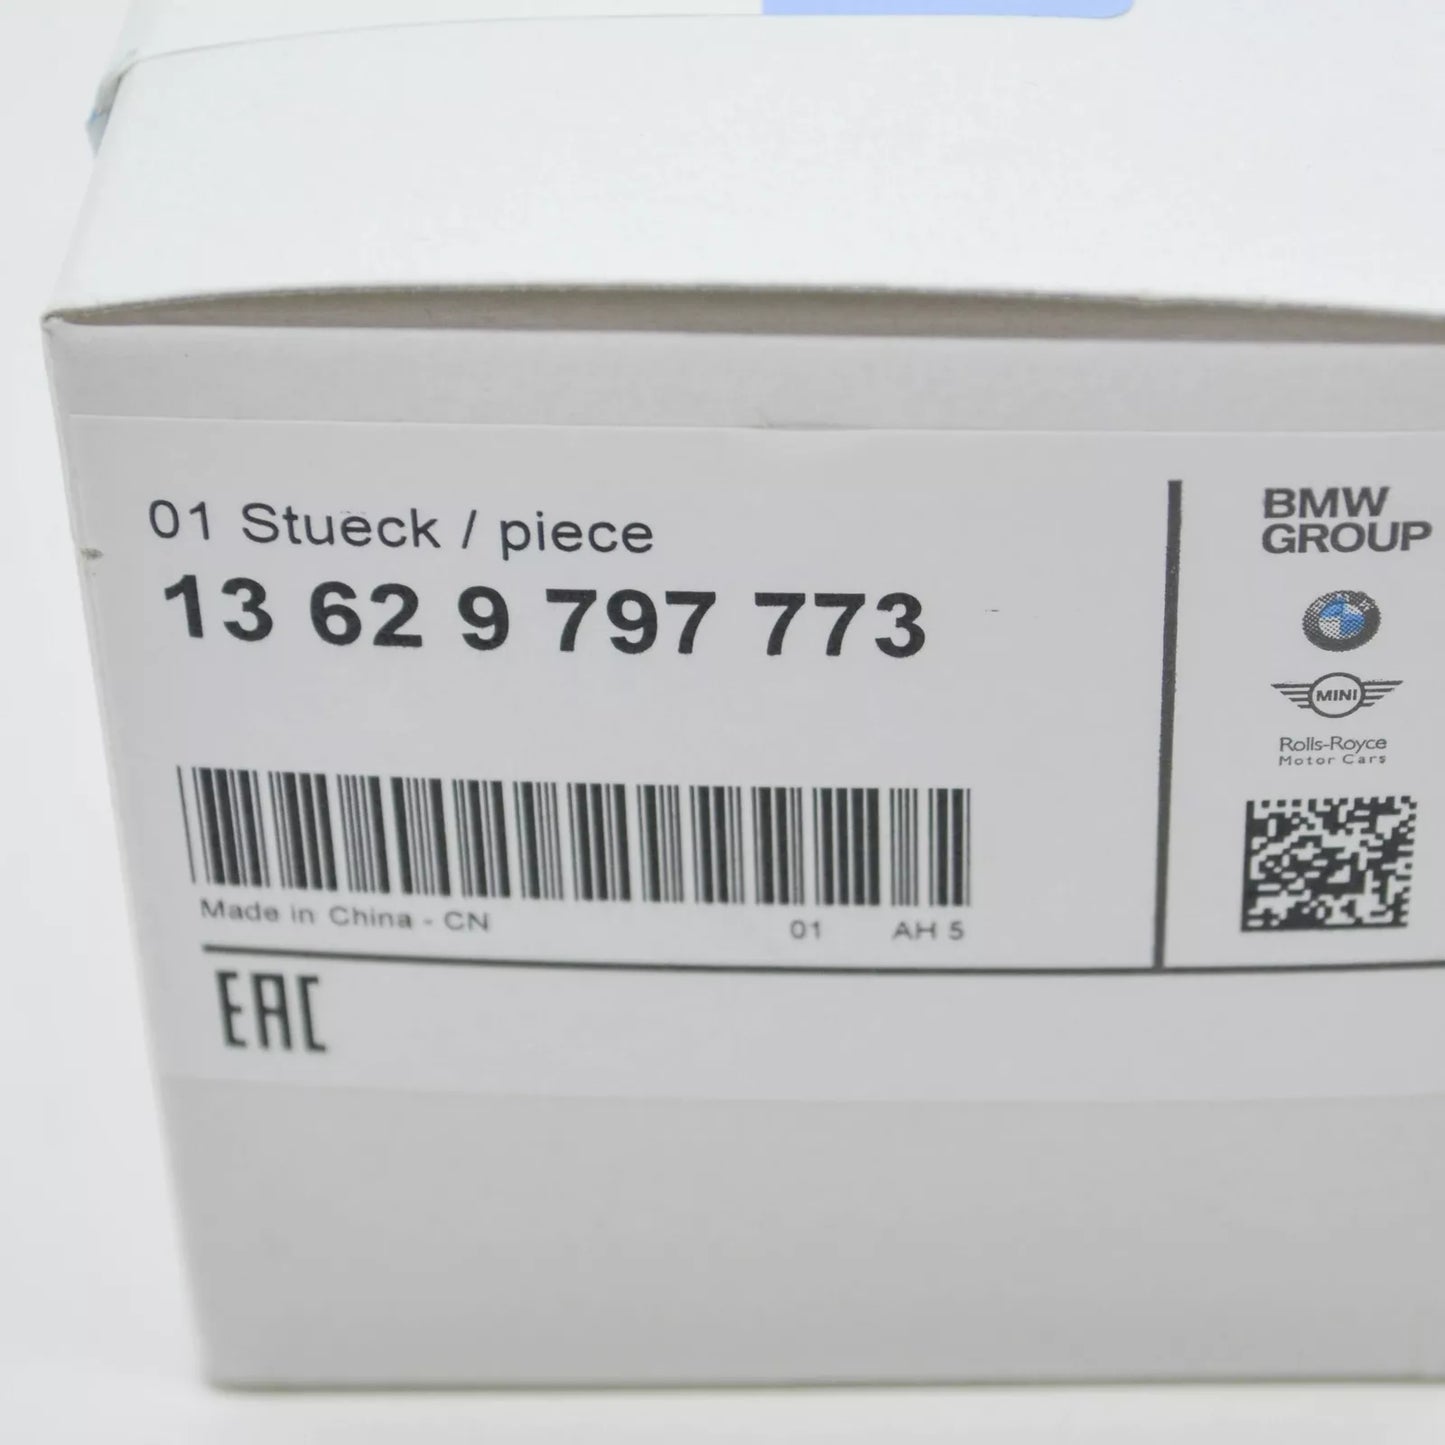 01 Stueck / piece
13 62 9 797 773
Made in China - CN 01 AH 5
EAC
BMW
GROUP
MINI
Rolls-Royce
Motor Cars